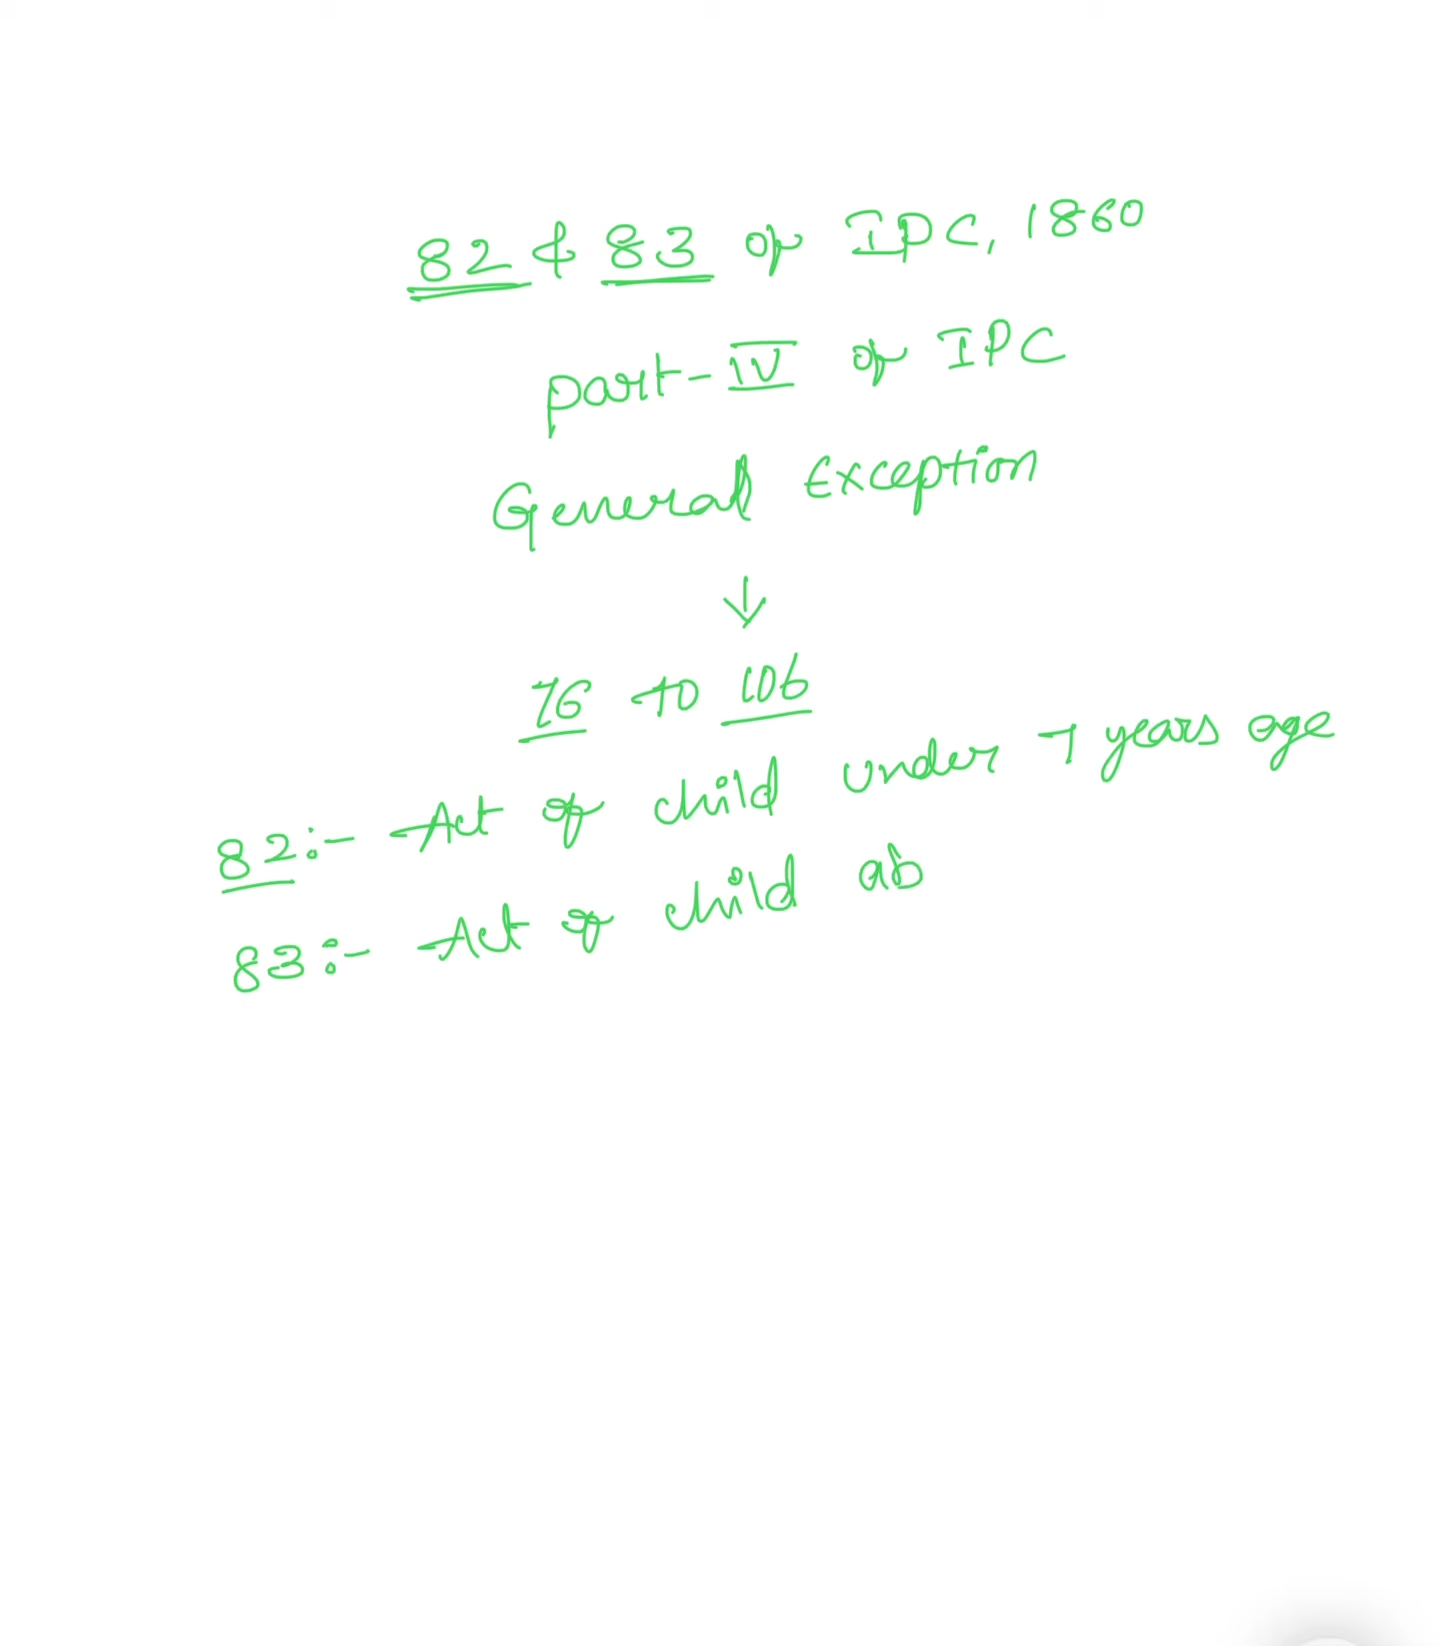 82 & 83 of IPC, 1860
part-IV of IPC
General Exception
↓
76 to 106
82:- Act of child under 7 years age
83:- Act of child ab